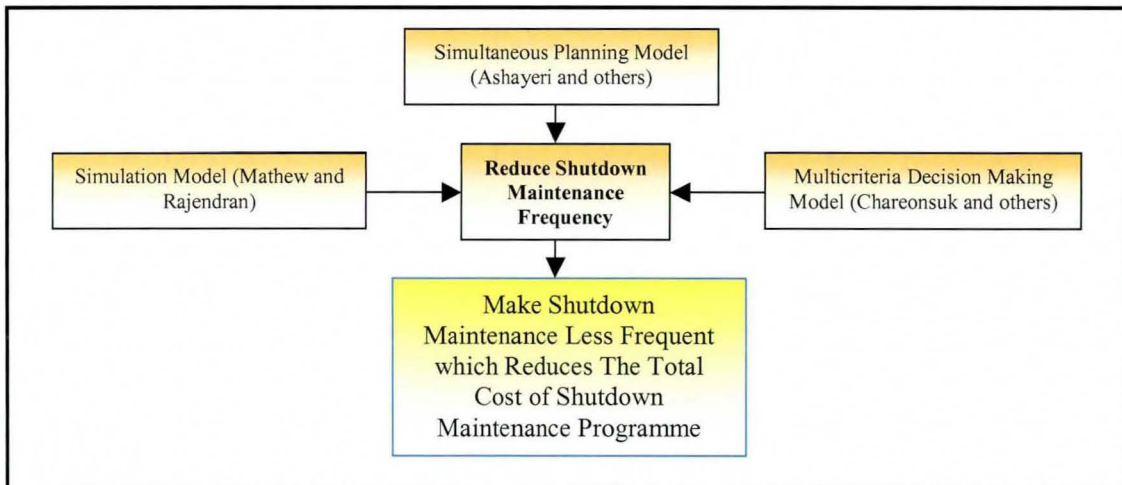 Simultaneous Planning Model
(Ashayeri and others)
Simulation Model (Mathew and
Rajendran)
Reduce Shutdown
Maintenance
Frequency
Multicriteria Decision Making
Model (Chareonsuk and others)
Make Shutdown
Maintenance Less Frequent
which Reduces The Total
Cost of Shutdown
Maintenance Programme